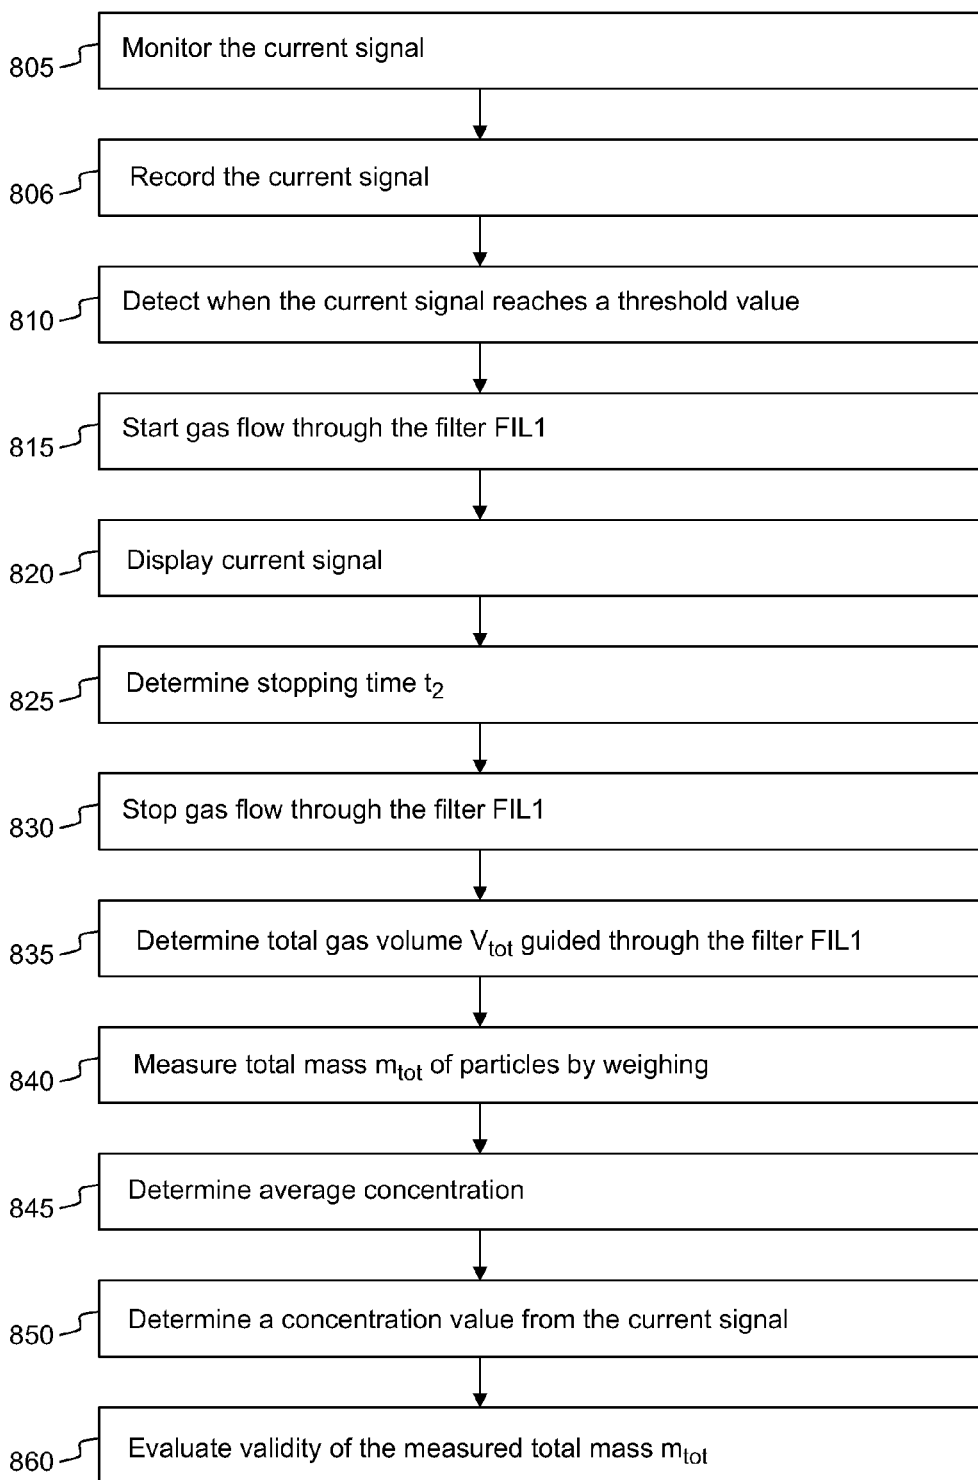 Monitor the current signal
805
Record the current signal
806
Detect when the current signal reaches a threshold value
810
Start gas flow through the filter FIL1
815
Display current signal
820
Determine stopping time t2
825
Stop gas flow through the filter FIL1
830
Determine total gas volume Vtot guided through the filter FIL1
835
Measure total mass mtot of particles by weighing
840
Determine average concentration
845
Determine a concentration value from the current signal
850
Evaluate validity of the measured total mass mtot
860